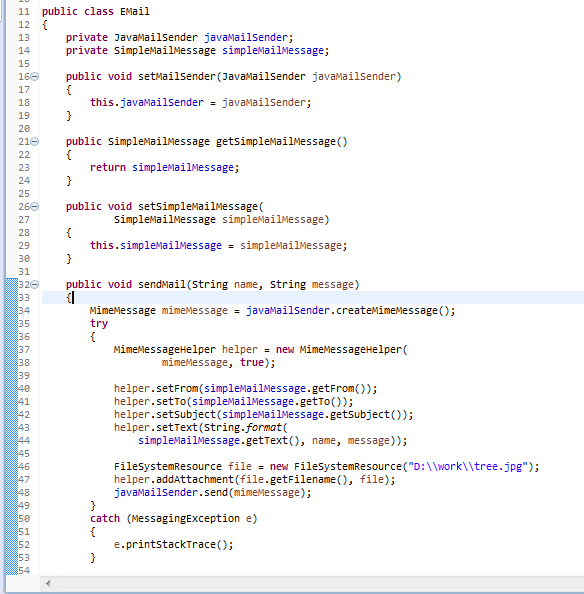 11 public class EMail
12 {
13     private JavaMailSender javaMailSender;
14     private SimpleMailMessage simpleMailMessage;
15
16     public void setMailSender(JavaMailSender javaMailSender)
17     {
18         this.javaMailSender = javaMailSender;
19     }
20
21     public SimpleMailMessage getSimpleMailMessage()
22     {
23         return simpleMailMessage;
24     }
25
26     public void setSimpleMailMessage(
27             SimpleMailMessage simpleMailMessage)
28     {
29         this.simpleMailMessage = simpleMailMessage;
30     }
31
32     public void sendMail(String name, String message)
33     {
34         MimeMessage mimeMessage = javaMailSender.createMimeMessage();
35         try
36         {
37             MimeMessageHelper helper = new MimeMessageHelper(
38                     mimeMessage, true);
39
40             helper.setFrom(simpleMailMessage.getFrom());
41             helper.setTo(simpleMailMessage.getTo());
42             helper.setSubject(simpleMailMessage.getSubject());
43             helper.setText(String.format(
44                 simpleMailMessage.getText(), name, message));
45
46             FileSystemResource file = new FileSystemResource("D:\\work\\tree.jpg");
47             helper.addAttachment(file.getFilename(), file);
48             javaMailSender.send(mimeMessage);
49         }
50         catch (MessagingException e)
51         {
52             e.printStackTrace();
53         }
54